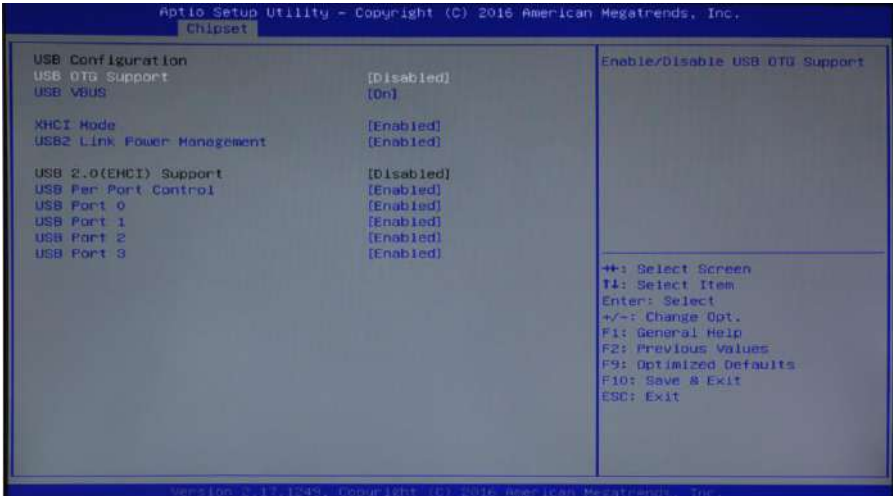 Aptio Setup Utility – Copyright (C) 2016 American Megatrends, Inc.
Chipset
USB Configuration
USB OTG Support [Disabled]
USB VBUS [On]
XHCI Mode [Enabled]
USB2 Link Power Management [Enabled]
USB 2.0(EHCI) Support [Disabled]
USB Per Port Control [Enabled]
USB Port 0 [Enabled]
USB Port 1 [Enabled]
USB Port 2 [Enabled]
USB Port 3 [Enabled]
Enable/Disable USB OTG Support
→←: Select Screen
↑↓: Select Item
Enter: Select
+/-: Change Opt.
F1: General Help
F2: Previous Values
F9: Optimized Defaults
F10: Save & Exit
ESC: Exit
Version 2.17.1249. Copyright (C) 2016 American Megatrends, Inc.